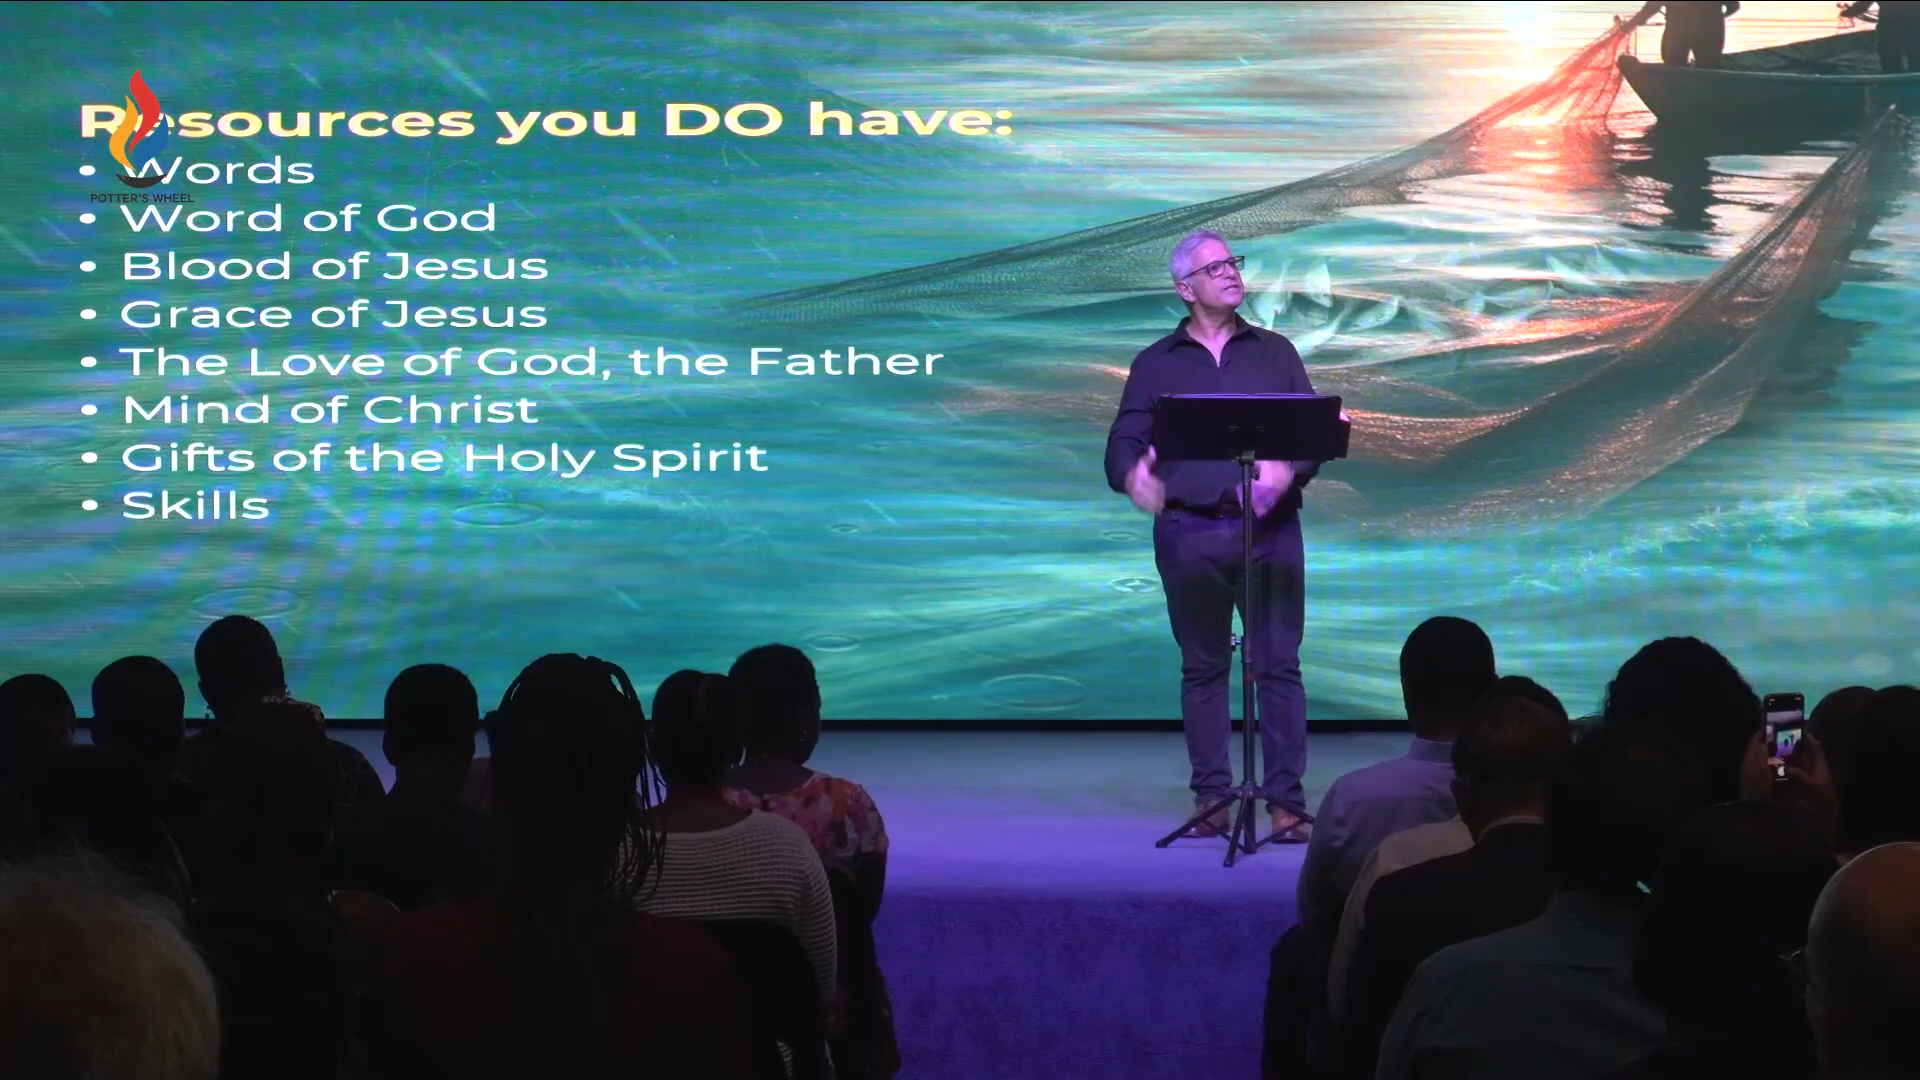 Resources you DO have:
• Words
POTTER'S WHEEL
• Word of God
• Blood of Jesus
• Grace of Jesus
• The Love of God, the Father
• Mind of Christ
• Gifts of the Holy Spirit
• Skills